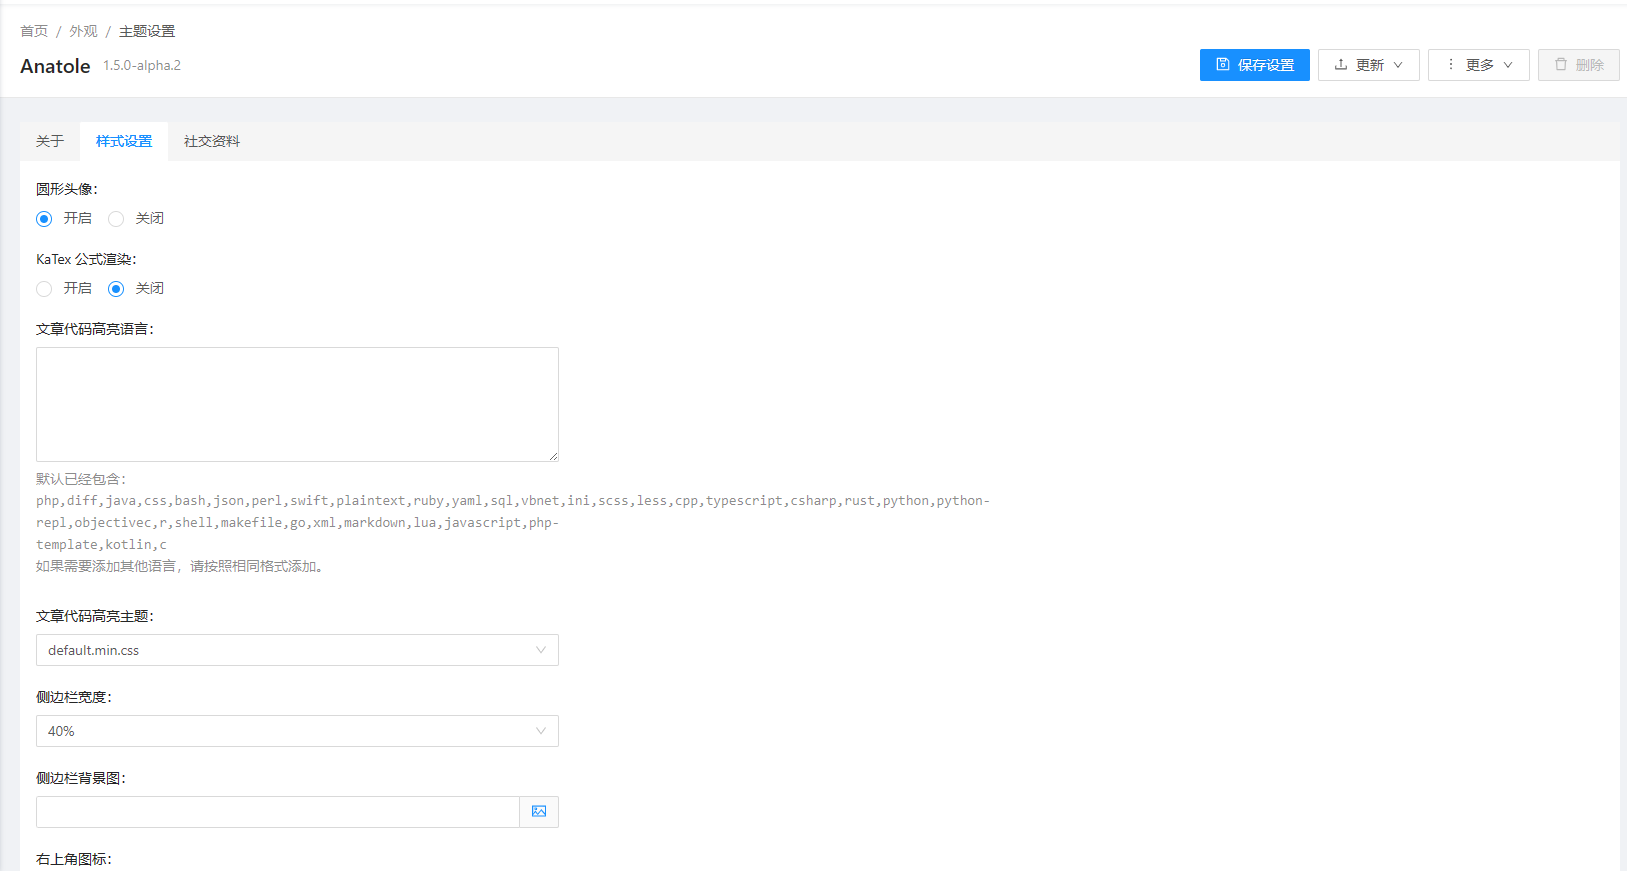 首页 / 外观 / 主题设置
Anatole 1.5.0-alpha.2
保存设置 更新 更多 删除
关于 样式设置 社交资料
圆形头像：
开启 关闭
KaTex 公式渲染：
开启 关闭
文章代码高亮语言：
默认已经包含：
php,diff,java,css,bash,json,perl,swift,plaintext,ruby,yaml,sql,vbnet,ini,scss,less,cpp,typescript,csharp,rust,python,python-
repl,objectivec,r,shell,makefile,go,xml,markdown,lua,javascript,php-
template,kotlin,c
如果需要添加其他语言，请按照相同格式添加。
文章代码高亮主题：
default.min.css
侧边栏宽度：
40%
侧边栏背景图：
右上角图标：